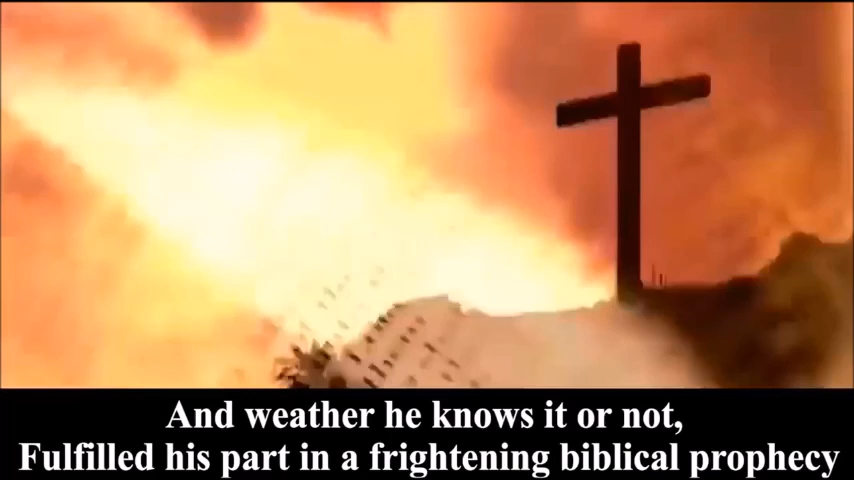 And weather he knows it or not,
Fulfilled his part in a frightening biblical prophecy